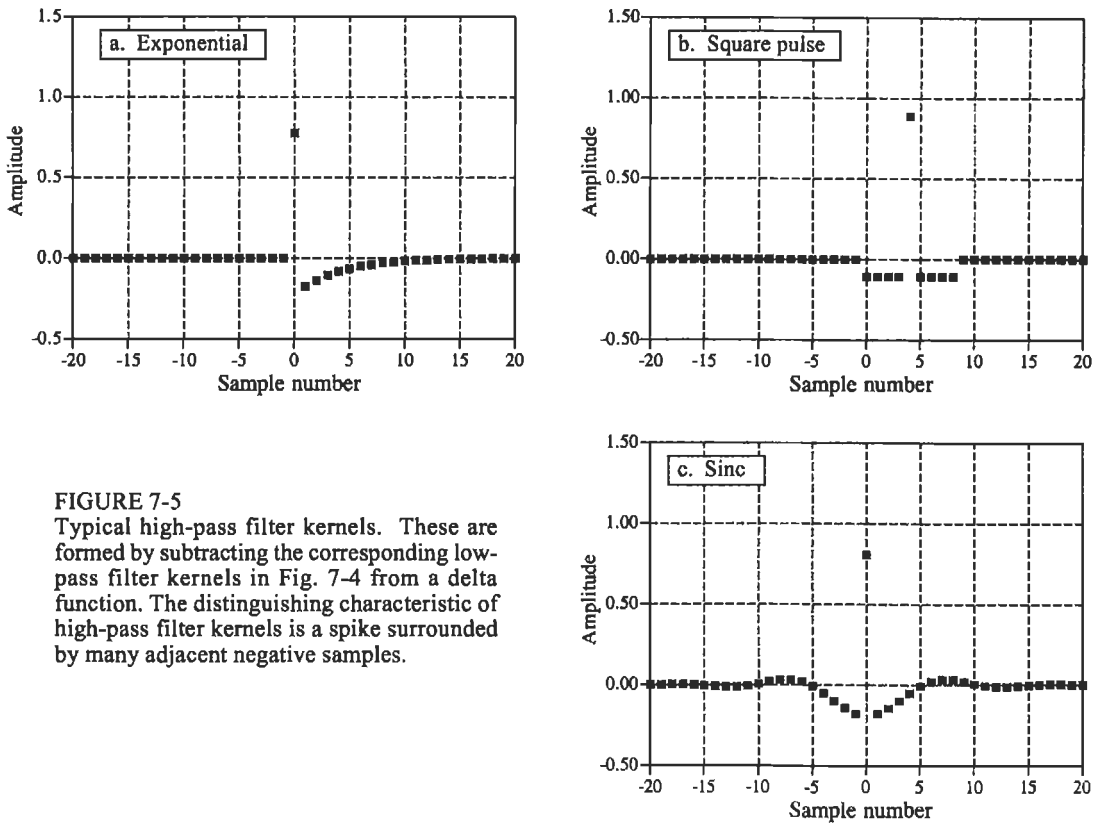 a. Exponential
1.5
1.0
0.5
0.0
-0.5
Amplitude
-20 -15 -10 -5 0 5 10 15 20
Sample number
b. Square pulse
1.50
1.00
0.50
0.00
-0.50
Amplitude
-20 -15 -10 -5 0 5 10 15 20
Sample number
FIGURE 7-5
Typical high-pass filter kernels. These are
formed by subtracting the corresponding low-
pass filter kernels in Fig. 7-4 from a delta
function. The distinguishing characteristic of
high-pass filter kernels is a spike surrounded
by many adjacent negative samples.
c. Sinc
1.50
1.00
0.50
0.00
-0.50
Amplitude
-20 -15 -10 -5 0 5 10 15 20
Sample number